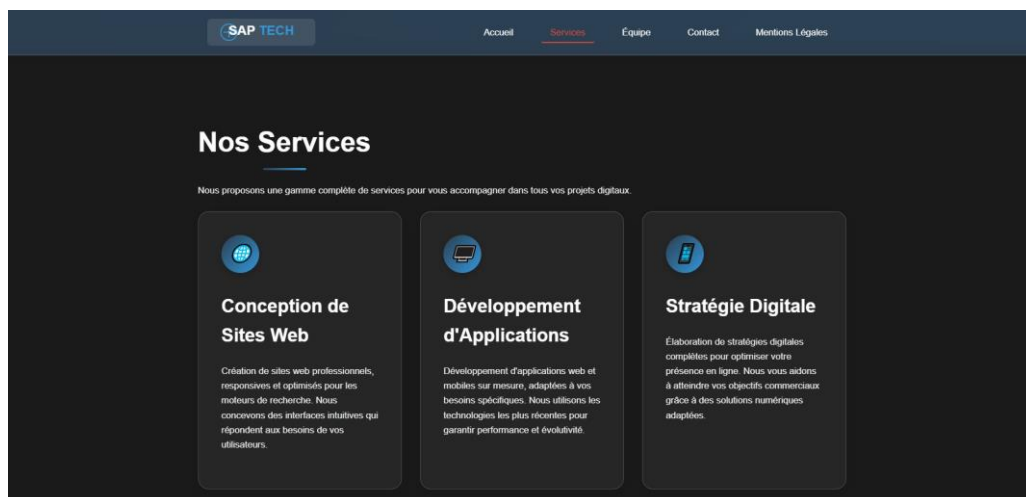 SAP TECH
Accueil
Services
Équipe
Contact
Mentions Légales
Nos Services
Nous proposons une gamme complète de services pour vous accompagner dans tous vos projets digitaux.
Conception de
Sites Web
Création de sites web professionnels,
responsives et optimisés pour les
moteurs de recherche. Nous
concevons des interfaces intuitives qui
répondent aux besoins de vos
utilisateurs.
Développement
d'Applications
Développement d'applications web et
mobiles sur mesure, adaptées à vos
besoins spécifiques. Nous utilisons les
technologies les plus récentes pour
garantir performance et évolutivité.
Stratégie Digitale
Élaboration de stratégies digitales
complètes pour optimiser votre
présence en ligne. Nous vous aidons
à atteindre vos objectifs commerciaux
grâce à des solutions numériques
adaptées.